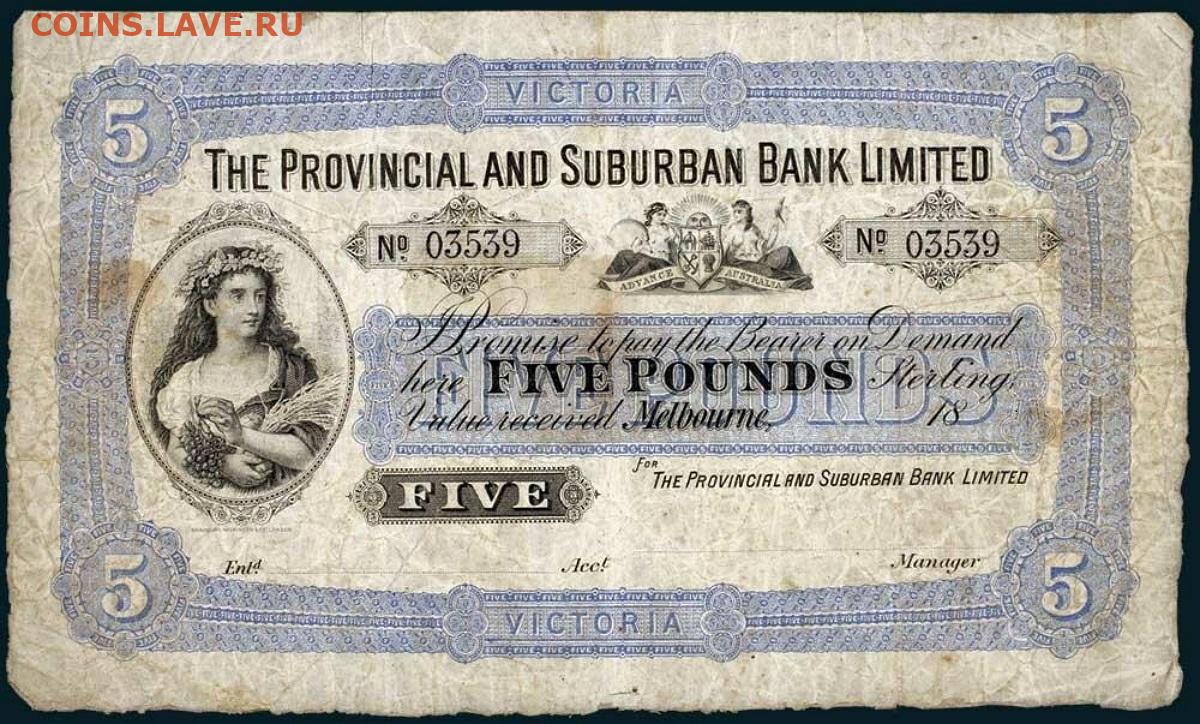 COINS.LAVE.RU
5 VICTORIA 5
THE PROVINCIAL AND SUBURBAN BANK LIMITED
No 03539
No 03539
ADVANCE AUSTRALIA
I Promise to pay the Bearer on Demand
here FIVE POUNDS Sterling,
Value received Melbourne, 18
FIVE POUNDS
FIVE
for
THE PROVINCIAL AND SUBURBAN BANK LIMITED
Entd. Acct. Manager
5 VICTORIA 5